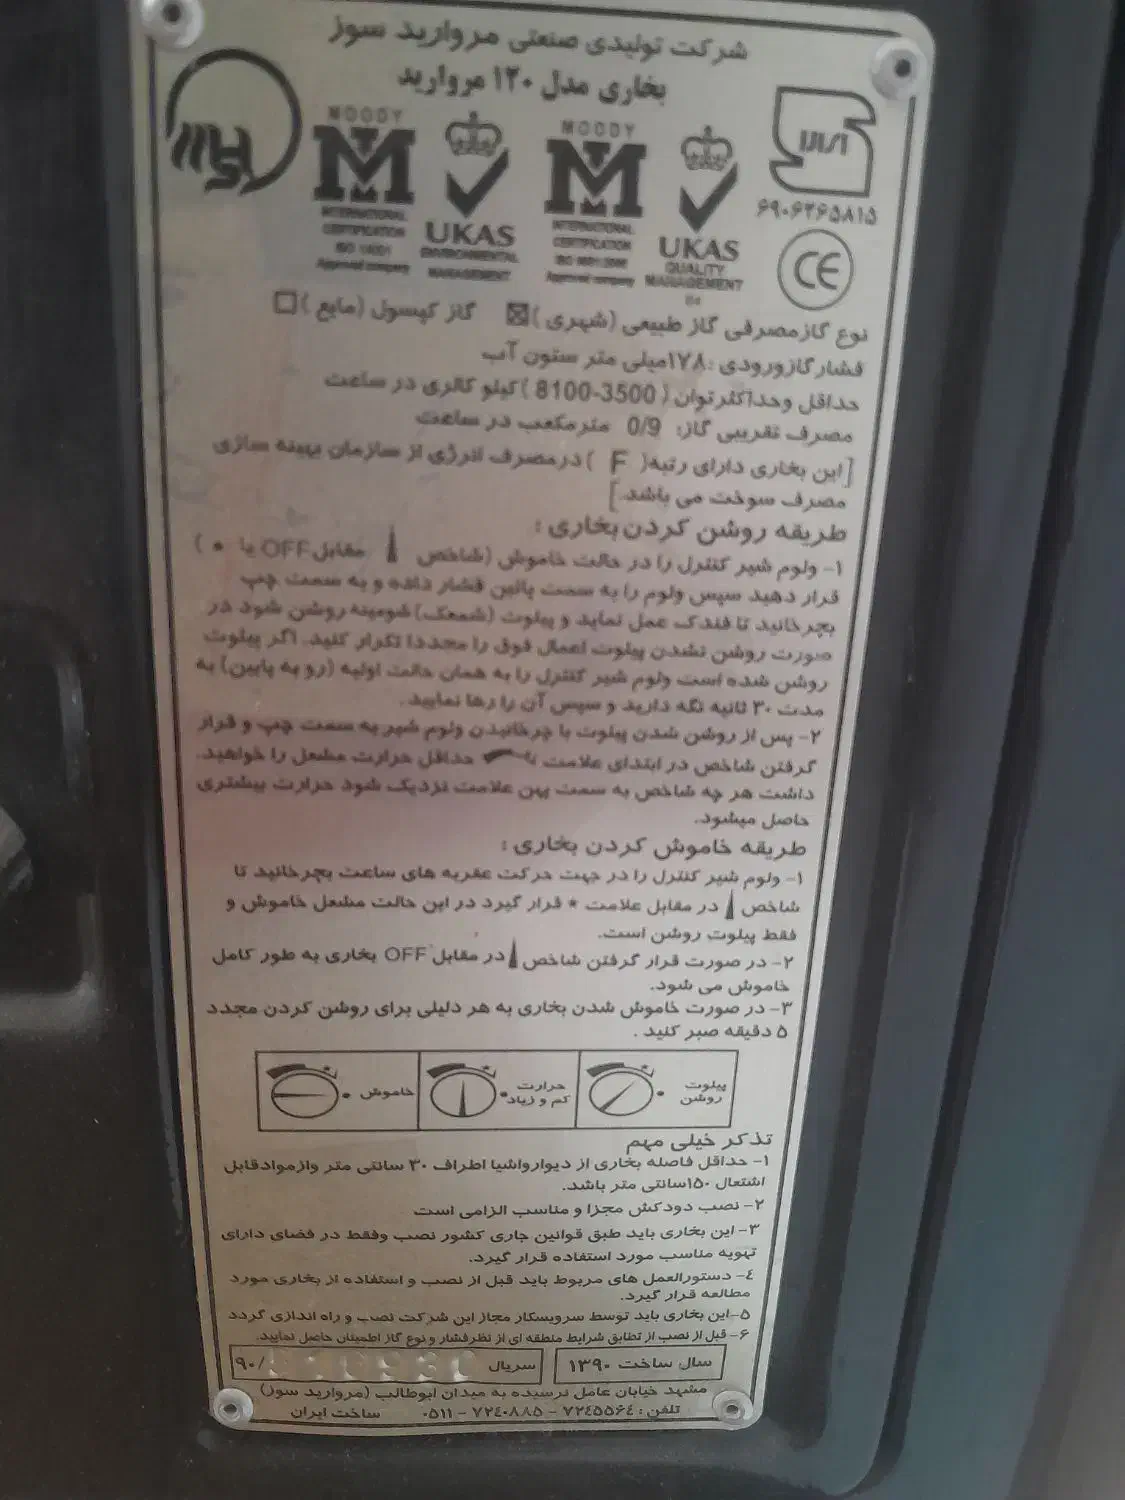 شرکت تولیدی صنعتی مروارید سوز
بخاری مدل ۱۲۰ مروارید
MOODY
INTERNATIONAL
CERTIFICATION
ISO 14001
Approved company
UKAS
ENVIRONMENTAL
MANAGEMENT
MOODY
INTERNATIONAL
CERTIFICATION
Approved company
UKAS
QUALITY
MANAGEMENT
۶۹۰۶۲۶۵۸۱۵
CE
نوع گازمصرفی گاز طبیعی (شهری ) گاز کپسول (مایع )
فشارگازورودی :۱۷۸میلی متر ستون آب
حداقل وحداکثرتوان ( 3500-8100 )کیلو کالری در ساعت
مصرف تقریبی گاز: 0/9 مترمکعب در ساعت
[این بخاری دارای رتبه( F )درمصرف انرژی از سازمان بهینه سازی
مصرف سوخت می باشد.]
طریقه روشن کردن بخاری :
۱- ولوم شیر کنترل را در حالت خاموش (شاخص مقابل OFF یا • )
قرار دهید سپس ولوم را به سمت پائین فشار داده و به سمت چپ
بچرخانید تا فندک عمل نماید و پیلوت (شمعک) شومینه روشن شود در
صورت روشن نشدن پیلوت اعمال فوق را مجددا تکرار کنید. اگر پیلوت
روشن شده است ولوم شیر کنترل را به همان حالت اولیه (رو به پایین) به
مدت ۳۰ ثانیه نگه دارید و سپس آن را رها نمایید.
۲- پس از روشن شدن پیلوت با چرخانیدن ولوم شیر به سمت چپ و قرار
گرفتن شاخص در ابتدای علامت تا حداقل حرارت مشعل را خواهید.
داشت هر چه شاخص به سمت پهن علامت نزدیک شود حرارت بیشتری
حاصل میشود.
طریقه خاموش کردن بخاری :
۱- ولوم شیر کنترل را در جهت حرکت عقربه های ساعت بچرخانید تا
شاخص در مقابل علامت * قرار گیرد در این حالت مشعل خاموش و
فقط پیلوت روشن است.
۲- در صورت قرار گرفتن شاخص در مقابل OFF بخاری به طور کامل
خاموش می شود.
۳- در صورت خاموش شدن بخاری به هر دلیلی برای روشن کردن مجدد
۵ دقیقه صبر کنید .
پیلوت روشن
حرارت کم و زیاد
خاموش
تذکر خیلی مهم
۱- حداقل فاصله بخاری از دیوارواشیا اطراف ۳۰ سانتی متر وازموادقابل
اشتعال ۱۵۰سانتی متر باشد.
۲- نصب دودکش مجزا و مناسب الزامی است
۳- این بخاری باید طبق قوانین جاری کشور نصب وفقط در فضای دارای
تهویه مناسب مورد استفاده قرار گیرد.
٤- دستورالعمل های مربوط باید قبل از نصب و استفاده از بخاری مورد
مطالعه قرار گیرد.
۵-این بخاری باید توسط سرویسکار مجاز این شرکت نصب و راه اندازی گردد
۶- قبل از نصب از تطابق شرایط منطقه ای از نظرفشار و نوع گاز اطمینان حاصل نمایید.
سال ساخت ۱۳۹۰ سریال ۹۰/
مشهد خیابان عامل نرسیده به میدان ابوطالب (مروارید سوز)
تلفن : ۷۲٤۵۵۶٤ - ۷۲٤۰۸۸۵ - ۰۵۱۱ ساخت ایران